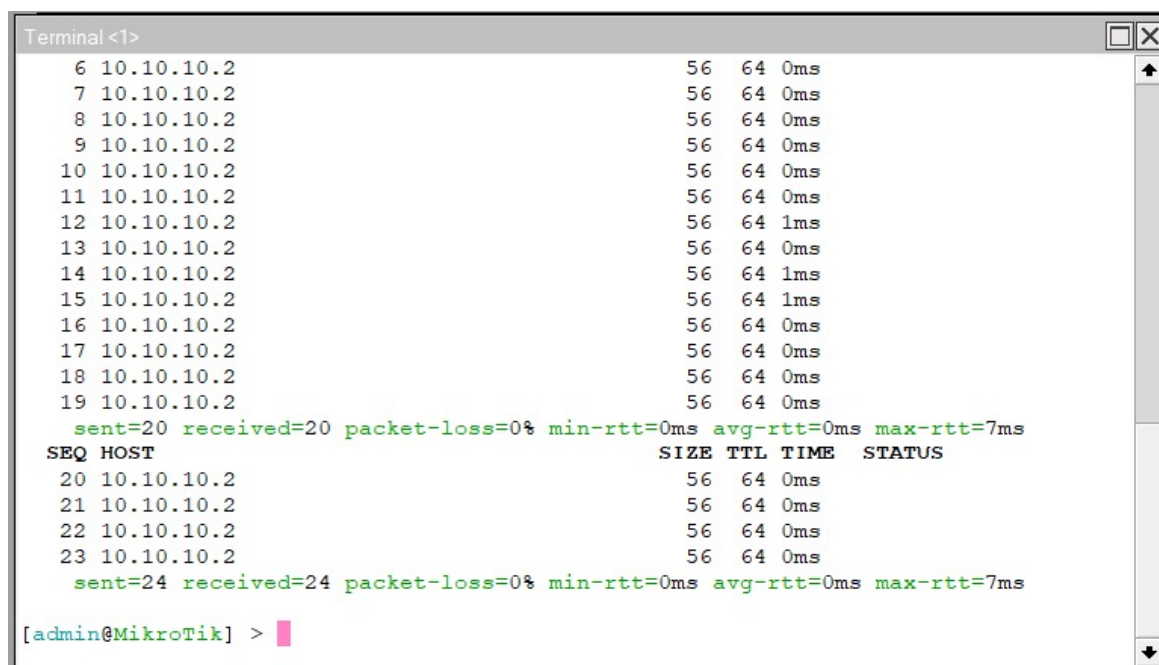 Terminal <1>
6 10.10.10.2 56 64 0ms
7 10.10.10.2 56 64 0ms
8 10.10.10.2 56 64 0ms
9 10.10.10.2 56 64 0ms
10 10.10.10.2 56 64 0ms
11 10.10.10.2 56 64 0ms
12 10.10.10.2 56 64 1ms
13 10.10.10.2 56 64 0ms
14 10.10.10.2 56 64 1ms
15 10.10.10.2 56 64 1ms
16 10.10.10.2 56 64 0ms
17 10.10.10.2 56 64 0ms
18 10.10.10.2 56 64 0ms
19 10.10.10.2 56 64 0ms
sent=20 received=20 packet-loss=0% min-rtt=0ms avg-rtt=0ms max-rtt=7ms
SEQ HOST SIZE TTL TIME STATUS
20 10.10.10.2 56 64 0ms
21 10.10.10.2 56 64 0ms
22 10.10.10.2 56 64 0ms
23 10.10.10.2 56 64 0ms
sent=24 received=24 packet-loss=0% min-rtt=0ms avg-rtt=0ms max-rtt=7ms
[admin@MikroTik] >